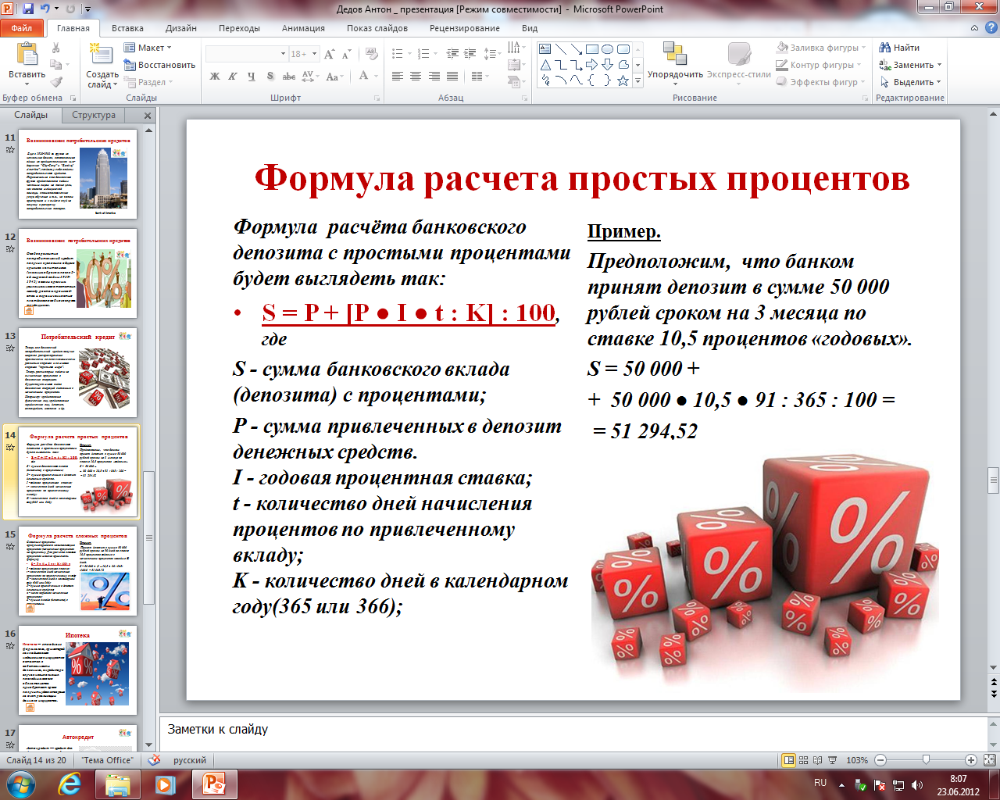 Дедов Антон _ презентация [Режим совместимости] - Microsoft PowerPoint
Файл Главная Вставка Дизайн Переходы Анимация Показ слайдов Рецензирование Вид
Вставить
Буфер обмена
Создать слайд
Макет
Восстановить
Раздел
Слайды
18
Ж К Ч S abc AV Aa A
Шрифт
Абзац
Упорядочить
Экспресс-стили
Заливка фигуры
Контур фигуры
Эффекты фигур
Рисование
Найти
Заменить
Выделить
Редактирование
Слайды Структура
11
Возникновение потребительских кредитов
Bank of America
12
Возникновение потребительских кредитов
13
Потребительский кредит
14
Формула расчета простых процентов
15
Формула расчета сложных процентов
16
Ипотека
17
Автокредит
Формула расчета простых процентов
Формула расчёта банковского
депозита с простыми процентами
будет выглядеть так:
• S = P + [P ● I ● t : K] : 100,
где
S - сумма банковского вклада
(депозита) с процентами;
P - сумма привлеченных в депозит
денежных средств.
I - годовая процентная ставка;
t - количество дней начисления
процентов по привлеченному
вкладу;
K - количество дней в календарном
году(365 или 366);
Пример.
Предположим, что банком
принят депозит в сумме 50 000
рублей сроком на 3 месяца по
ставке 10,5 процентов «годовых».
S = 50 000 +
+ 50 000 ● 10,5 ● 91 : 365 : 100 =
= 51 294,52
Заметки к слайду
Слайд 14 из 20 "Тема Office" русский 103%
RU 8:07
23.06.2012